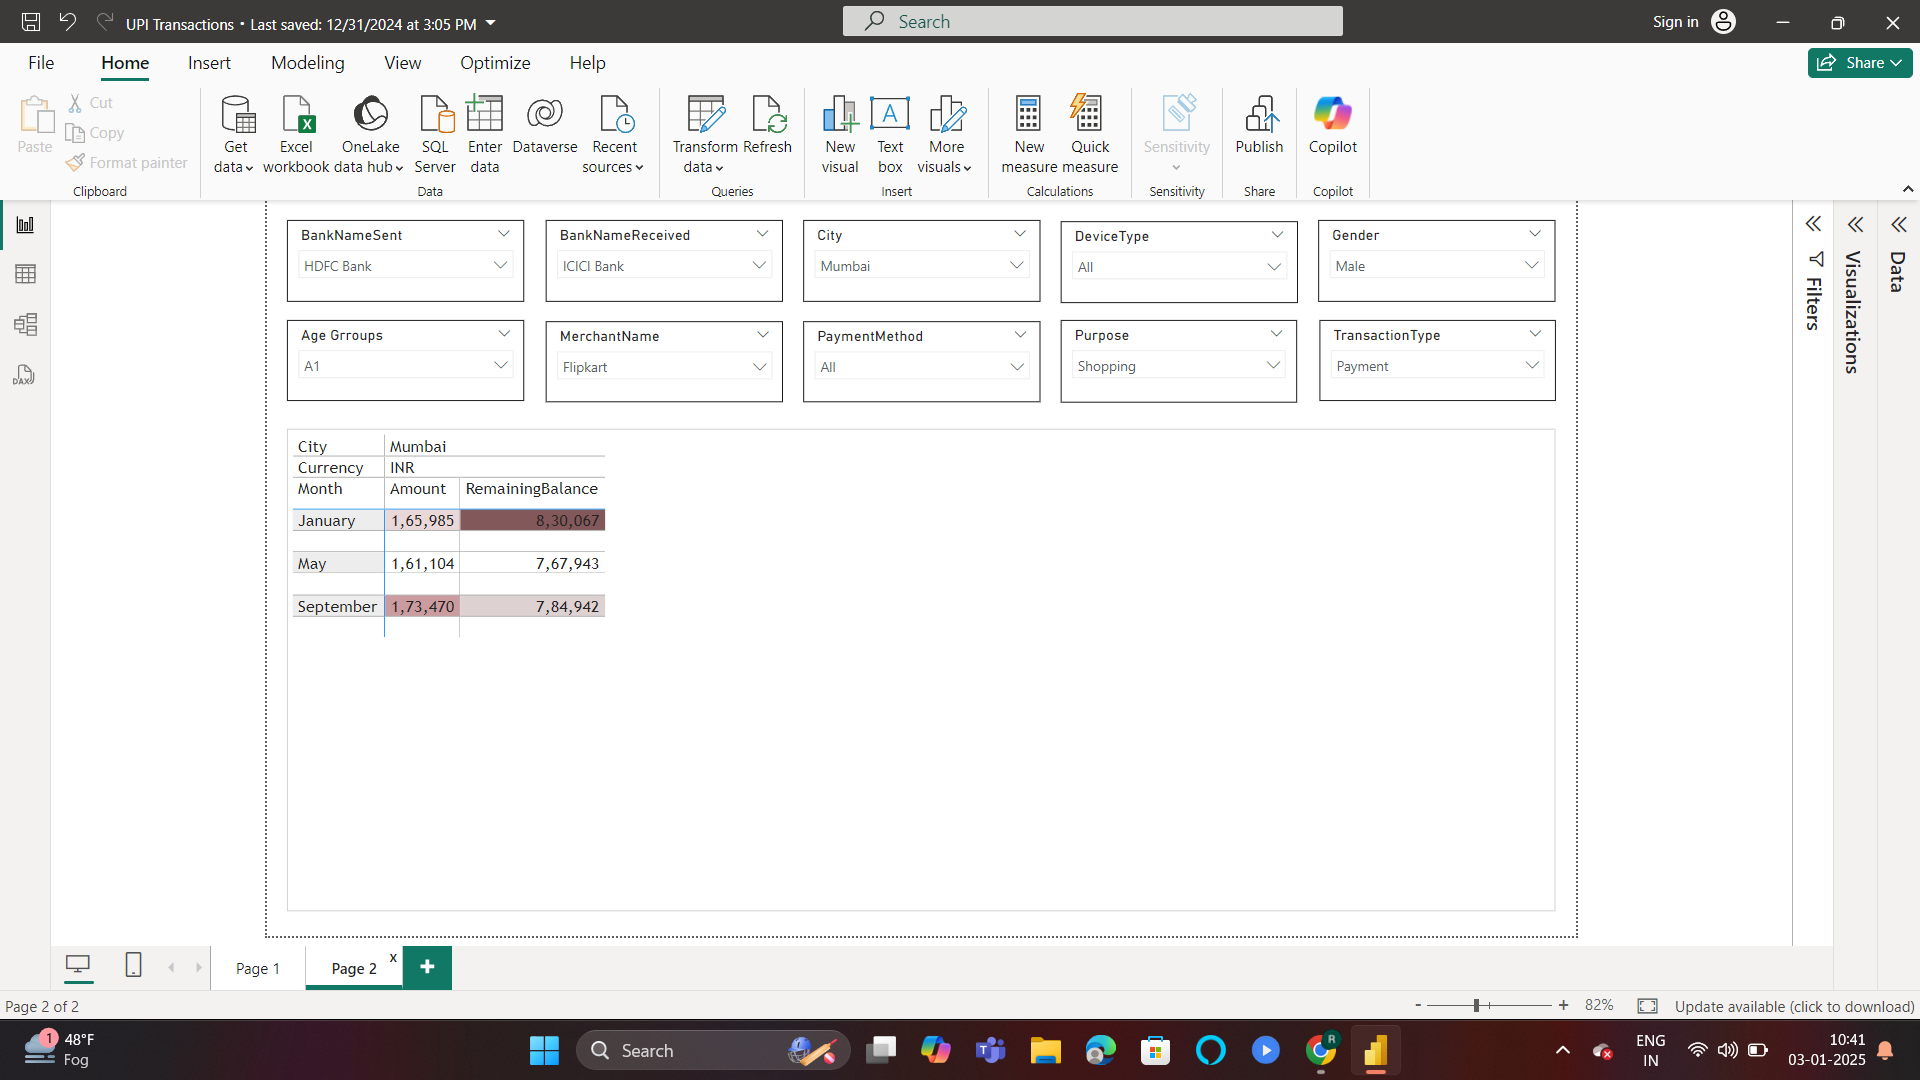 UPI Transactions • Last saved: 12/31/2024 at 3:05 PM
Search
Sign in
File Home Insert Modeling View Optimize Help
Share
Paste
Cut
Copy
Format painter
Get data
Excel workbook
OneLake data hub
SQL Server
Enter data
Dataverse
Recent sources
Transform data
Refresh
New visual
Text box
More visuals
New measure
Quick measure
Sensitivity
Publish
Copilot
Clipboard Data Queries Insert Calculations Sensitivity Share Copilot
BankNameSent BankNameReceived City DeviceType Gender
HDFC Bank ICICI Bank Mumbai All Male
Age Grroups MerchantName PaymentMethod Purpose TransactionType
A1 Flipkart All Shopping Payment
Filters
Visualizations
Data
City Mumbai
Currency INR
Month Amount RemainingBalance
January 1,65,985 8,30,067
May 1,61,104 7,67,943
September 1,73,470 7,84,942
DAX
Page 1 Page 2 x +
Page 2 of 2
- + 82%
Update available (click to download)
1
48°F
Fog
Search
R
ENG
IN
10:41
03-01-2025